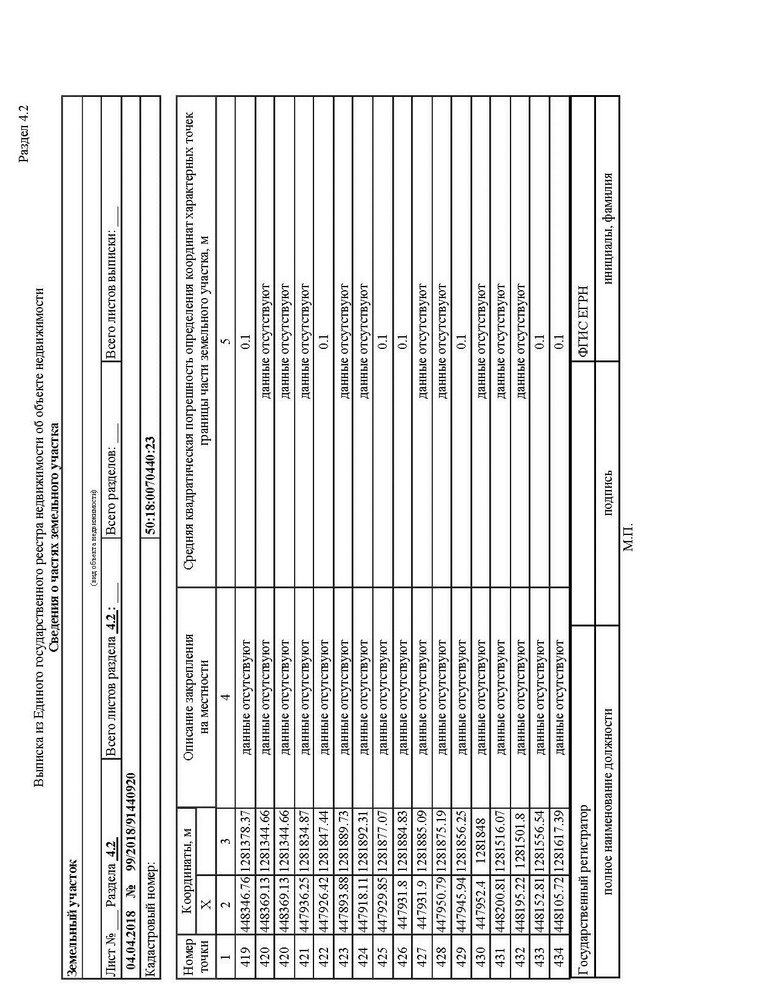 Раздел 4.2
Выписка из Единого государственного реестра недвижимости об объекте недвижимости
Сведения о частях земельного участка
Земельный участок
(вид объекта недвижимости)
Лист № ___ Раздела 4.2 Всего листов раздела 4.2 : ___ Всего разделов: ___ Всего листов выписки: ___
04.04.2018 № 99/2018/91440920
Кадастровый номер: 50:18:0070440:23
Номер точки Координаты, м Описание закрепления на местности Средняя квадратическая погрешность определения координат характерных точек границы части земельного участка, м
X
1 2 3 4 5
419 448346.76 1281378.37 данные отсутствуют 0.1
420 448369.13 1281344.66 данные отсутствуют данные отсутствуют
420 448369.13 1281344.66 данные отсутствуют данные отсутствуют
421 447936.25 1281834.87 данные отсутствуют данные отсутствуют
422 447926.42 1281847.44 данные отсутствуют 0.1
423 447893.88 1281889.73 данные отсутствуют данные отсутствуют
424 447918.11 1281892.31 данные отсутствуют данные отсутствуют
425 447929.85 1281877.07 данные отсутствуют 0.1
426 447931.8 1281884.83 данные отсутствуют 0.1
427 447931.9 1281885.09 данные отсутствуют данные отсутствуют
428 447950.79 1281875.19 данные отсутствуют данные отсутствуют
429 447945.94 1281856.25 данные отсутствуют 0.1
430 447952.4 1281848 данные отсутствуют данные отсутствуют
431 448200.81 1281516.07 данные отсутствуют данные отсутствуют
432 448195.22 1281501.8 данные отсутствуют данные отсутствуют
433 448152.81 1281556.54 данные отсутствуют 0.1
434 448105.72 1281617.39 данные отсутствуют 0.1
Государственный регистратор ФГИС ЕГРН
полное наименование должности подпись инициалы, фамилия
М.П.